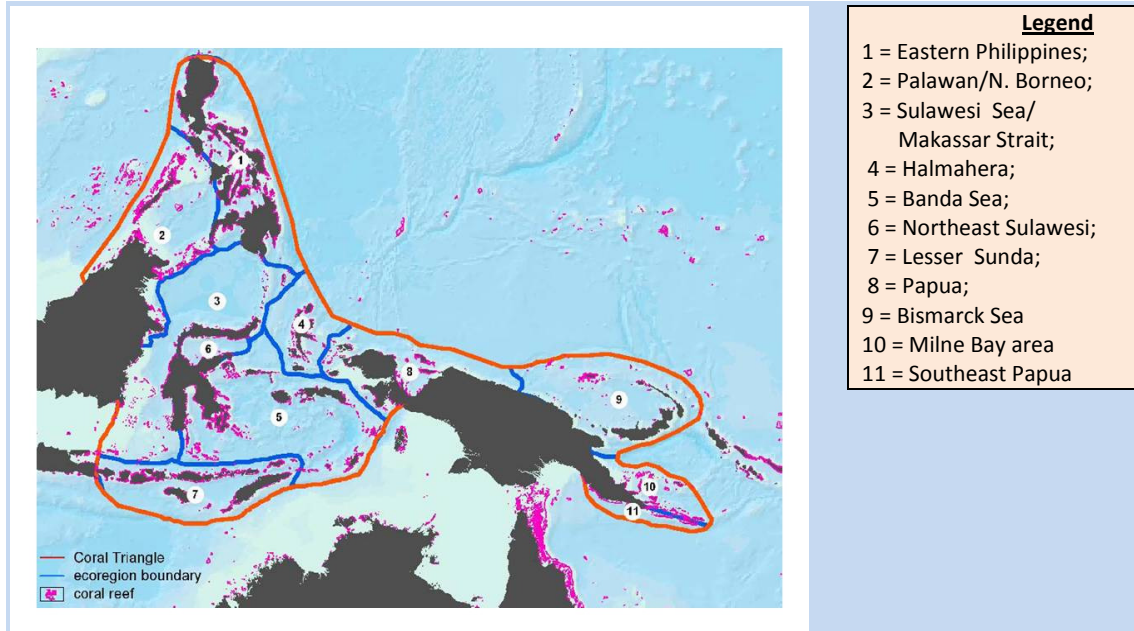 Legend
1 = Eastern Philippines;
2 = Palawan/N. Borneo;
3 = Sulawesi Sea/
Makassar Strait;
4 = Halmahera;
5 = Banda Sea;
6 = Northeast Sulawesi;
7 = Lesser Sunda;
8 = Papua;
9 = Bismarck Sea
10 = Milne Bay area
11 = Southeast Papua
1
2
3
4
6
8
9
5
10
7
11
Coral Triangle
ecoregion boundary
coral reef